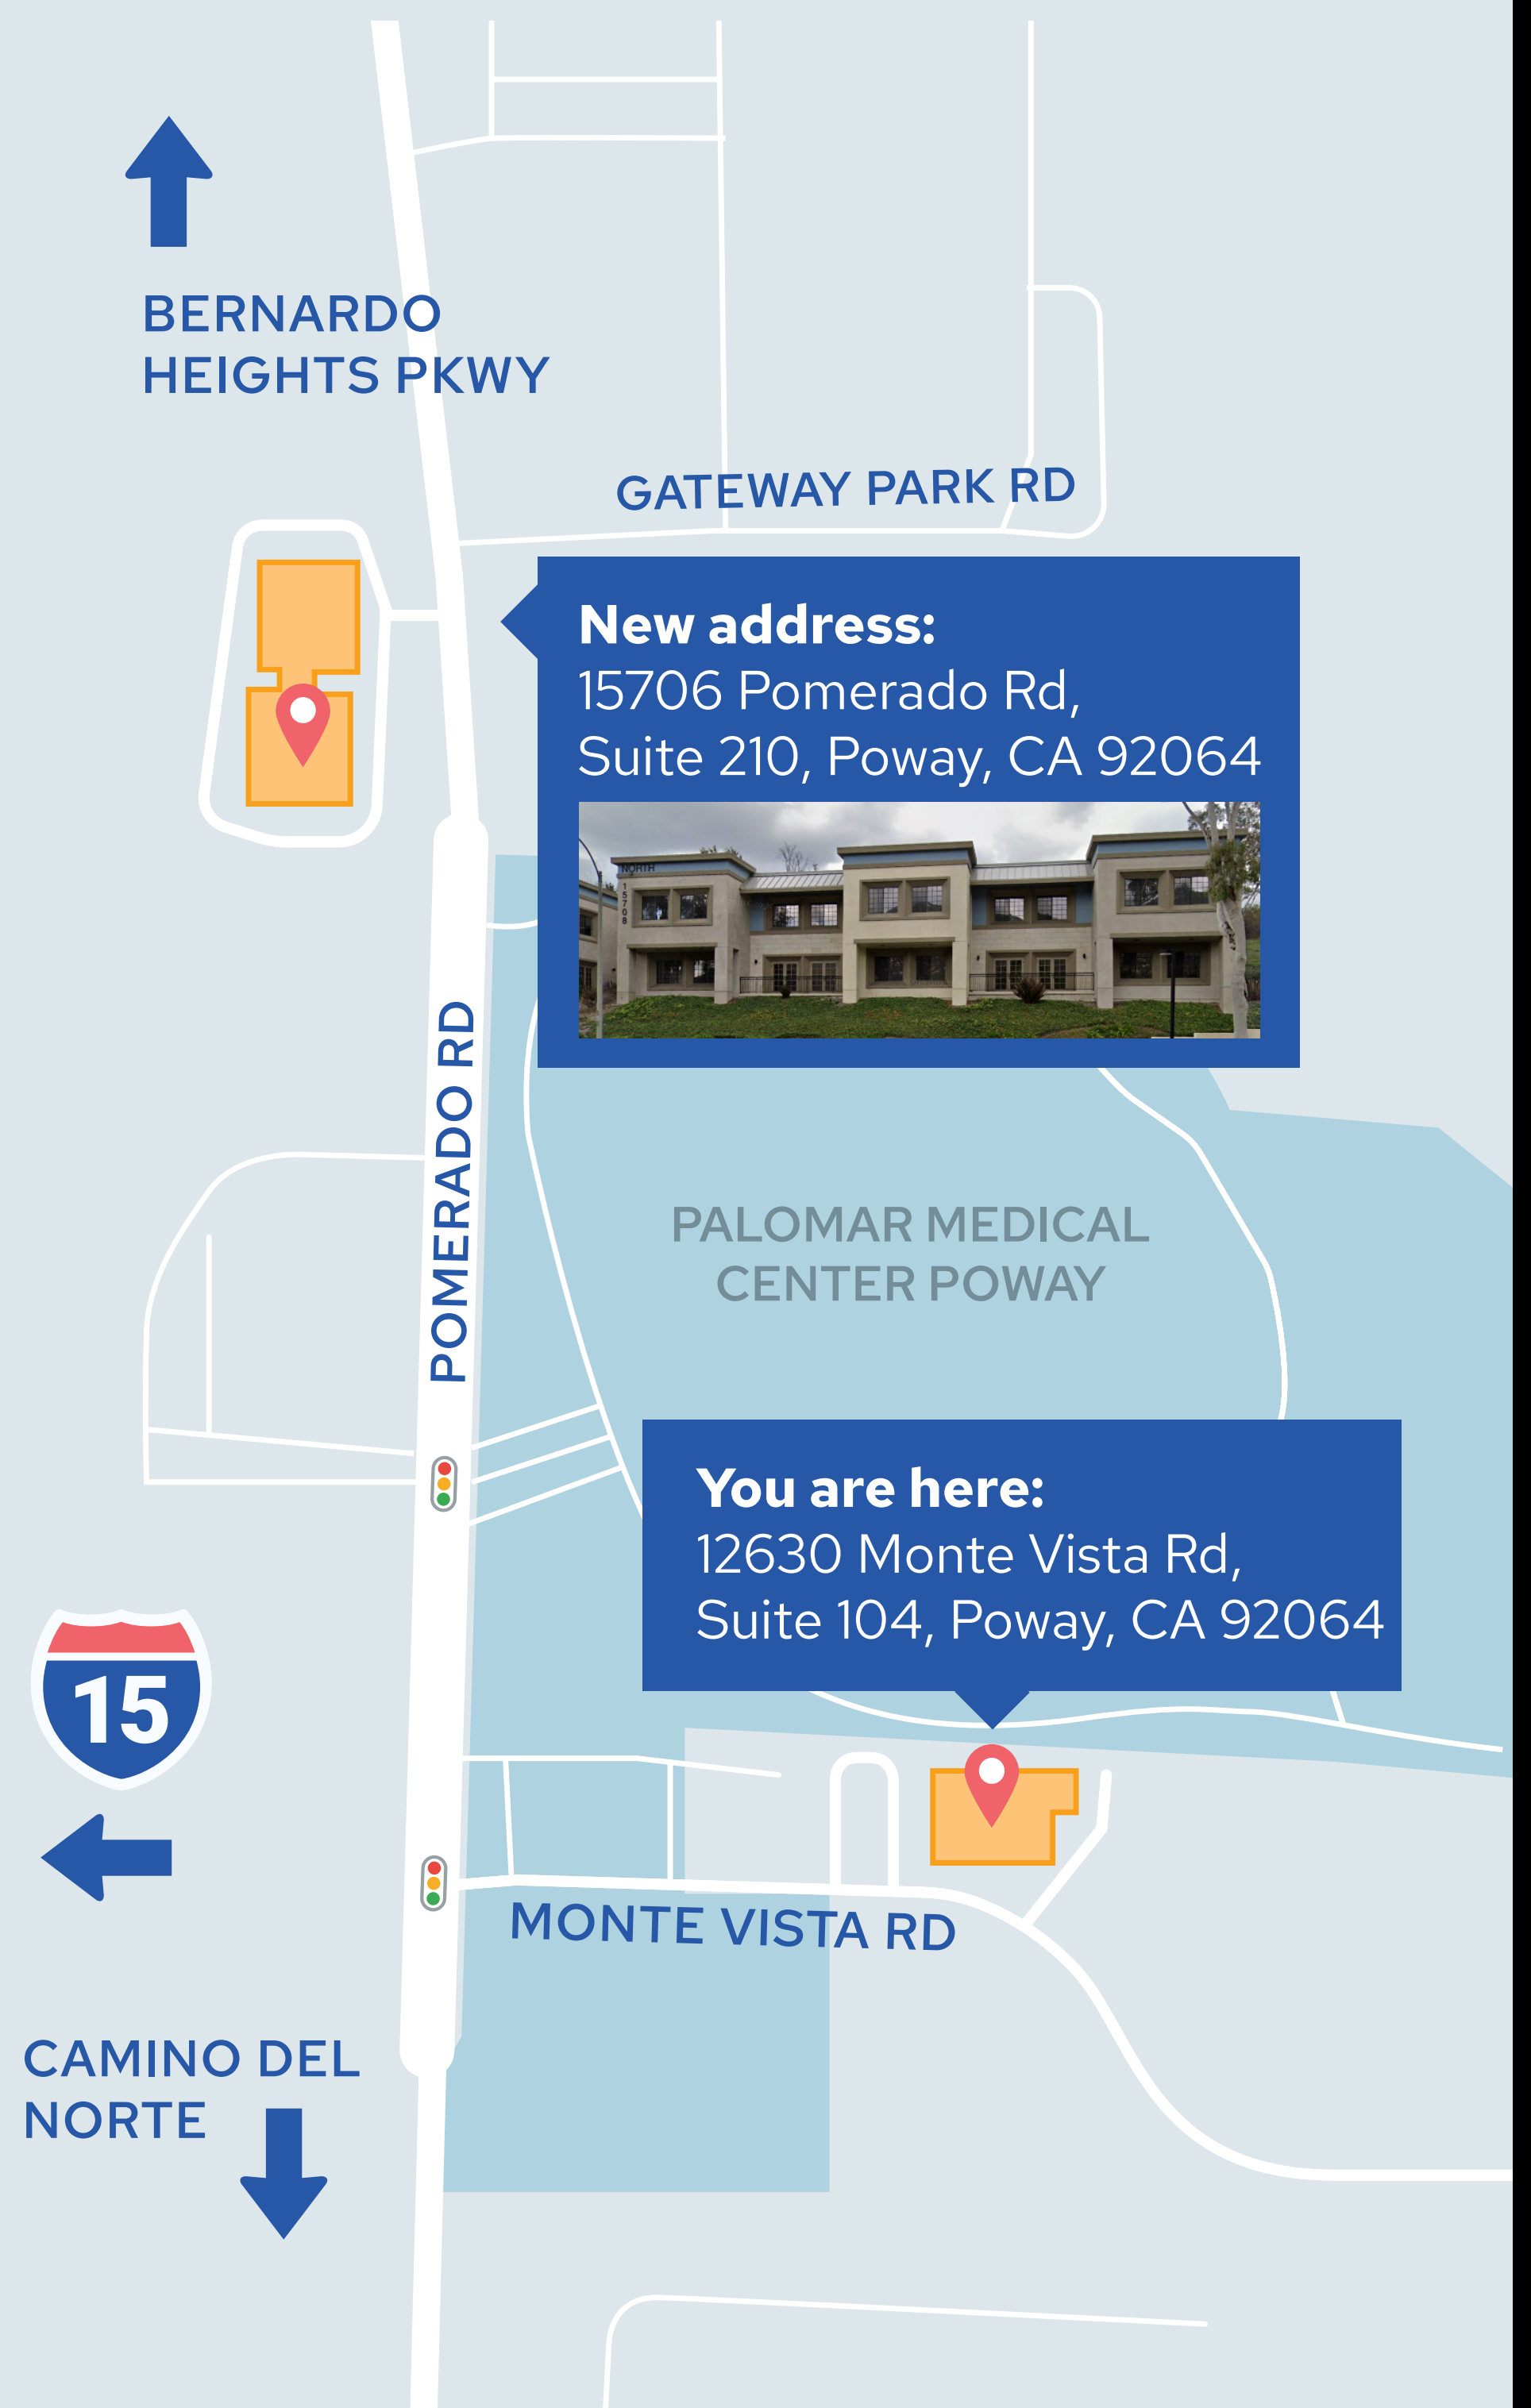 BERNARDO
HEIGHTS PKWY
GATEWAY PARK RD
New address:
15706 Pomerado Rd,
Suite 210, Poway, CA 92064
NORTH
15708
POMERADO RD
PALOMAR MEDICAL
CENTER POWAY
You are here:
12630 Monte Vista Rd,
Suite 104, Poway, CA 92064
15
MONTE VISTA RD
CAMINO DEL
NORTE